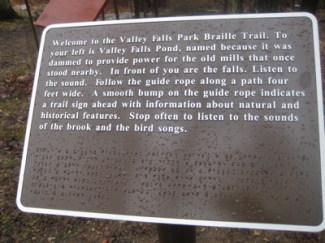 Welcome to the Valley Falls Park Braille Trail. To
your left is Valley Falls Pond, named because it was
dammed to provide power for the old mills that once
stood nearby. In front of you are the falls. Listen to
the sound. Follow the guide rope along a path four
feet wide. A smooth bump on the guide rope indicates
a trail sign ahead with information about natural and
historical features. Stop often to listen to the sounds
of the brook and the bird songs.